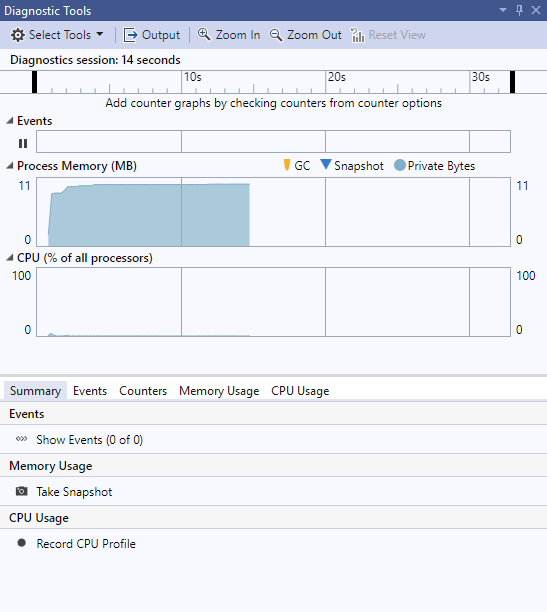 Diagnostic Tools
Select Tools Output Zoom In Zoom Out Reset View
Diagnostics session: 14 seconds
10s 20s 30s
Add counter graphs by checking counters from counter options
Events
Process Memory (MB) GC Snapshot Private Bytes
11 11
0 0
CPU (% of all processors)
100 100
0 0
Summary Events Counters Memory Usage CPU Usage
Events
Show Events (0 of 0)
Memory Usage
Take Snapshot
CPU Usage
Record CPU Profile